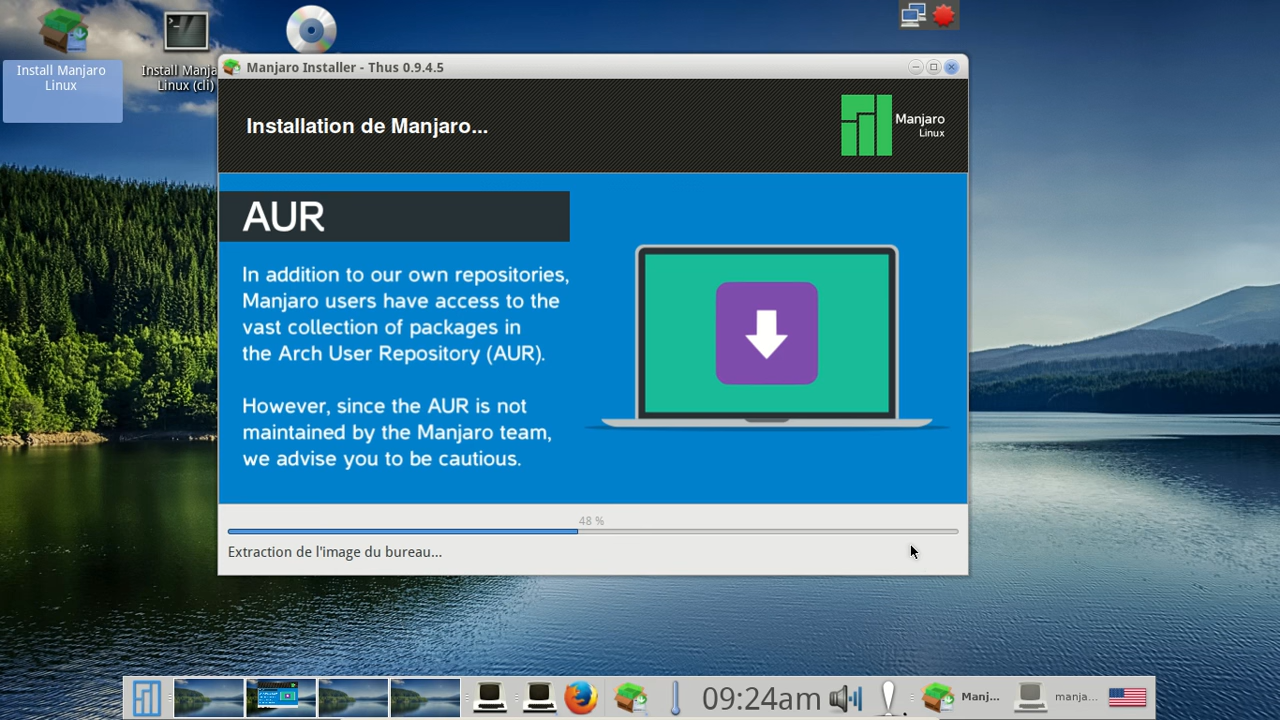 Install Manjaro
Linux
Install Manja
Linux (cli)
Manjaro Installer - Thus 0.9.4.5
Installation de Manjaro...
Manjaro
Linux
AUR
In addition to our own repositories,
Manjaro users have access to the
vast collection of packages in
the Arch User Repository (AUR).
However, since the AUR is not
maintained by the Manjaro team,
we advise you to be cautious.
48 %
Extraction de l'image du bureau...
09:24am
Manj...
manja...